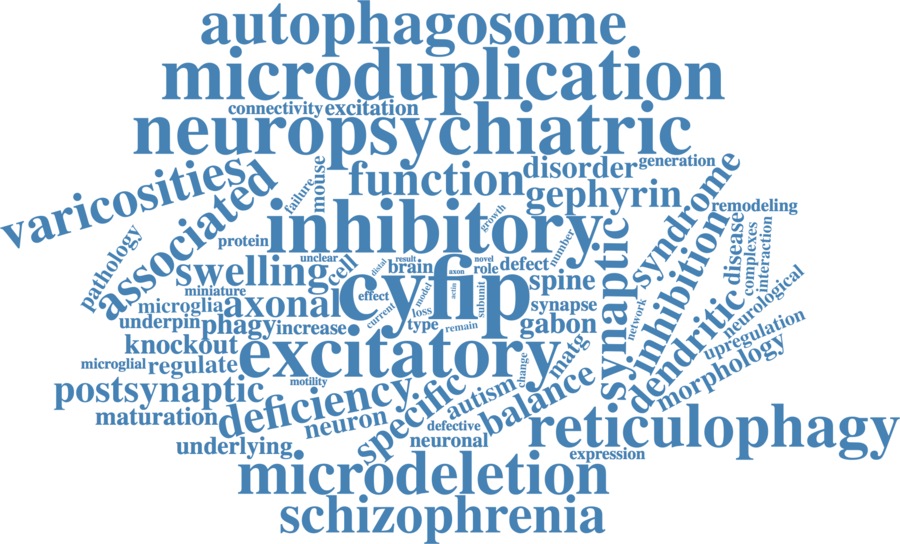 autophagosome
microduplication
connectivity
excitation
neuropsychiatric
varicosities
associated
failure
mouse
function
disorder
generation
gephyrin
syndrome
remodeling
inhibitory
growth
protein
pathology
unclear
swelling
cell
distal
result
brain
axon
novel
role
defect
number
spine
synaptic
inhibition
disease
complexes
interaction
miniature
microglia
axonal
effect
cyfip
current
model
loss
actin
subunit
synapse
gabon
network
dendritic
neurological
upregulation
morphology
underpin
phagy
increase
type
remain
knockout
excitatory
change
matg
microglial
regulate
motility
postsynaptic
deficiency
specific
autism
balance
maturation
neuron
defective
neuronal
reticulophagy
underlying
expression
microdeletion
schizophrenia